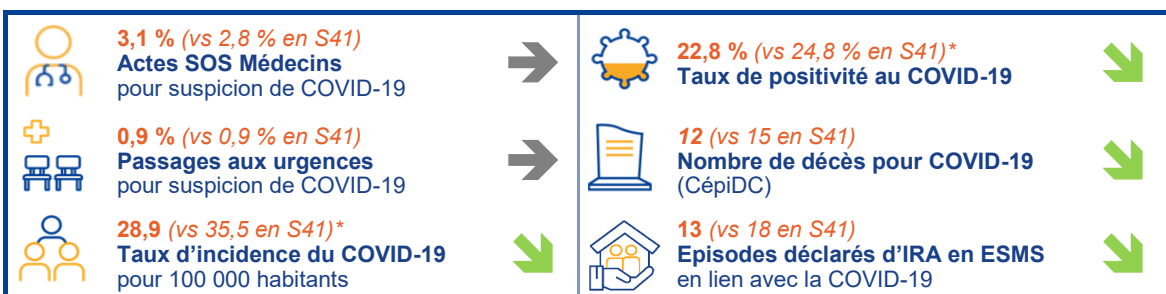 3,1 % (vs 2,8 % en S41)
Actes SOS Médecins
pour suspicion de COVID-19
0,9 % (vs 0,9 % en S41)
Passages aux urgences
pour suspicion de COVID-19
28,9 (vs 35,5 en S41)*
Taux d’incidence du COVID-19
pour 100 000 habitants
22,8 % (vs 24,8 % en S41)*
Taux de positivité au COVID-19
12 (vs 15 en S41)
Nombre de décès pour COVID-19
(CépiDC)
13 (vs 18 en S41)
Episodes déclarés d’IRA en ESMS
en lien avec la COVID-19